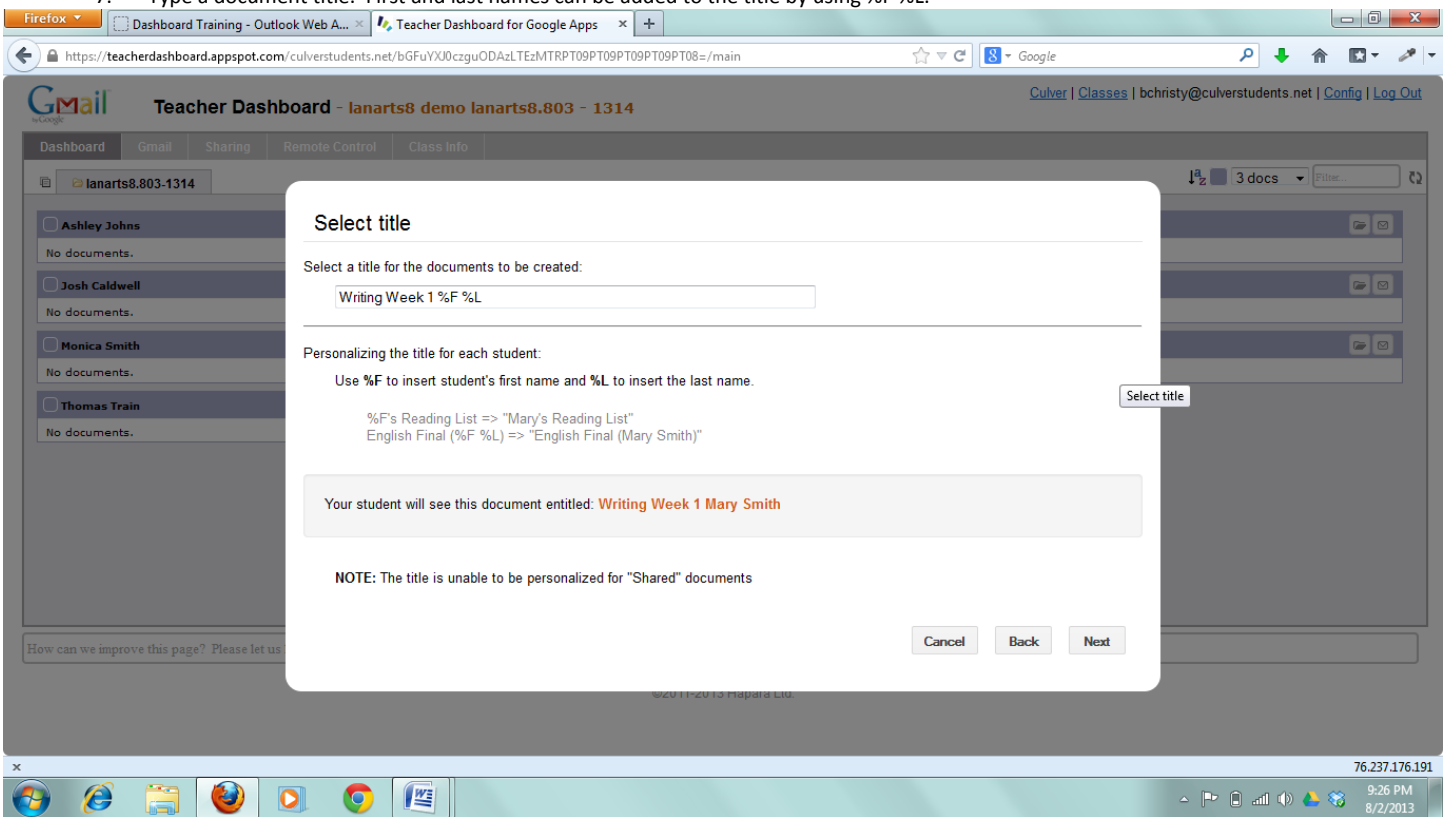 7. Type a document title. First and last names can be added to the title by using %F %L.
Firefox
Dashboard Training - Outlook Web A... × Teacher Dashboard for Google Apps × +
https://teacherdashboard.appspot.com/culverstudents.net/bGFuYXJ0czguODAzLTEzMTRPT09PT09PT09PT09PT08=/main Google
Gmail by Google Teacher Dashboard - lanarts8 demo lanarts8.803 - 1314 Culver | Classes | bchristy@culverstudents.net | Config | Log Out
Dashboard Gmail Sharing Remote Control Class Info
lanarts8.803-1314 3 docs Filter...
Ashley Johns
No documents.
Josh Caldwell
No documents.
Monica Smith
No documents.
Thomas Train
No documents.
Select title
Select a title for the documents to be created:
Writing Week 1 %F %L
Personalizing the title for each student:
Use %F to insert student's first name and %L to insert the last name.
Select title
%F's Reading List => "Mary's Reading List"
English Final (%F %L) => "English Final (Mary Smith)"
Your student will see this document entitled: Writing Week 1 Mary Smith
NOTE: The title is unable to be personalized for "Shared" documents
Cancel Back Next
How can we improve this page? Please let us
©2011-2013 Hapara Ltd.
× 76.237.176.191
9:26 PM
8/2/2013